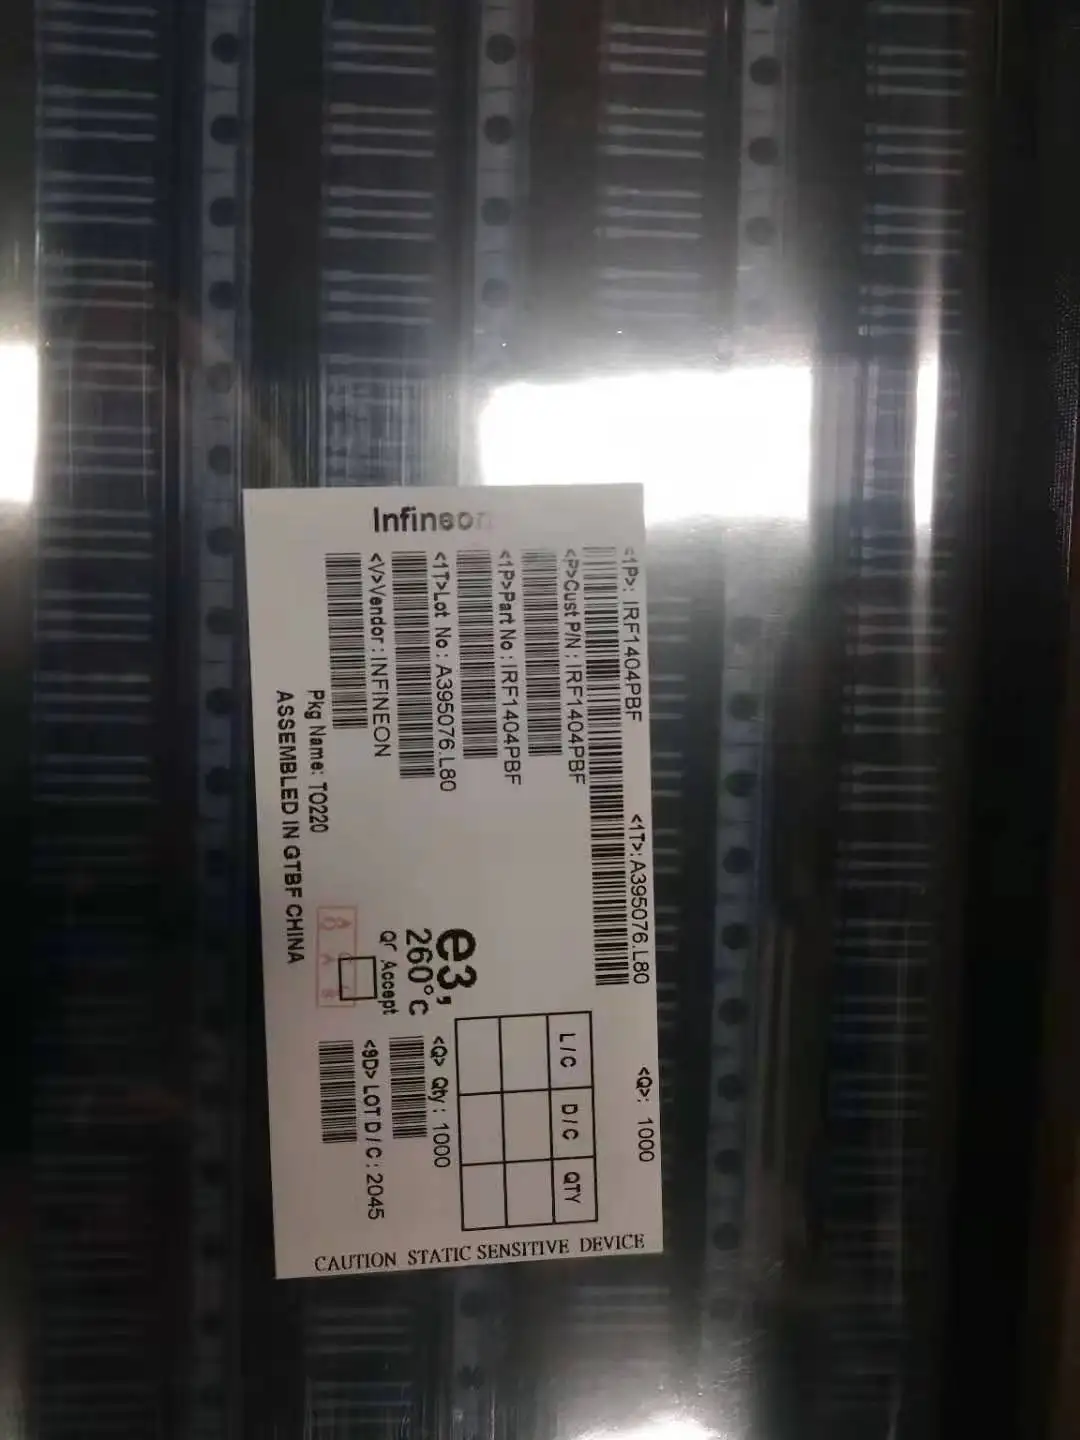 Infineon
<1P>: IRF1404PBF <1T>: A395076.L80 <Q>: 1000
<P>Cust P/N : IRF1404PBF
<1P>Part No : IRF1404PBF
<1T>Lot No : A395076.L80
<V>Vendor : INFINEON
Pkg Name: TO220
ASSEMBLED IN GTBF CHINA
e3,
260°C
Qr Accept
L/C D/C QTY
<Q> Qty : 1000
<9D> LOT D/C : 2045
CAUTION STATIC SENSITIVE DEVICE